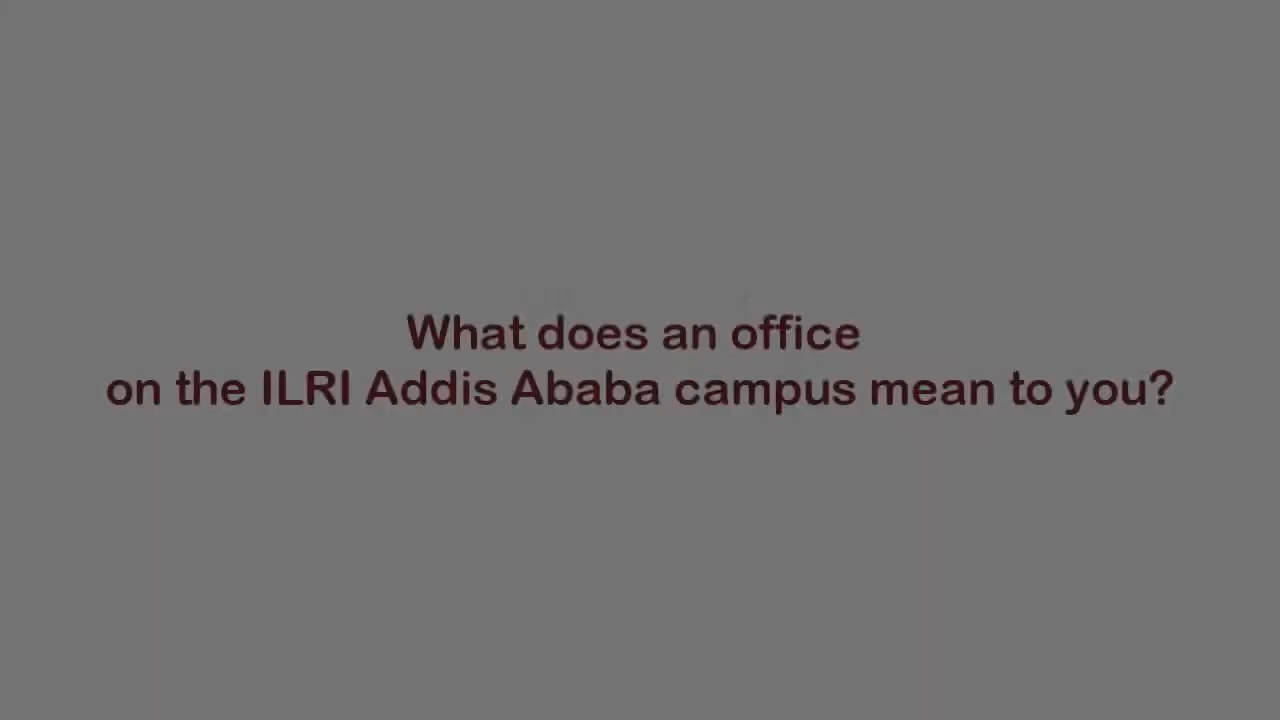 What does an office
on the ILRI Addis Ababa campus mean to you?